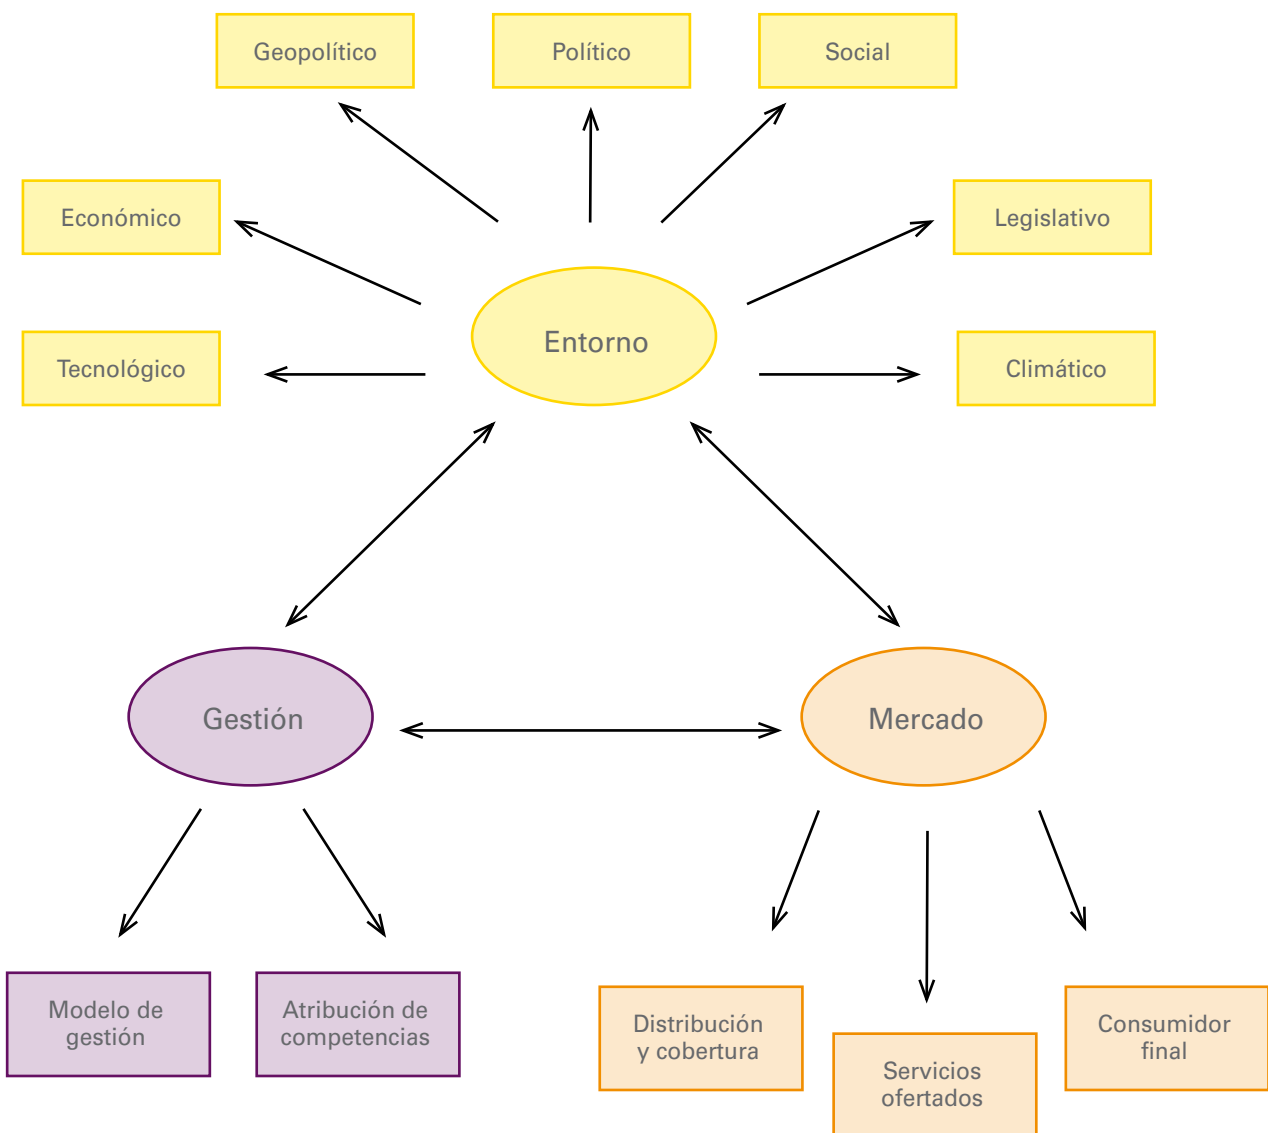 Geopolítico
Político
Social
Económico
Legislativo
Entorno
Tecnológico
Climático
Gestión
Mercado
Modelo de
gestión
Atribución de
competencias
Distribución
y cobertura
Servicios
ofertados
Consumidor
final